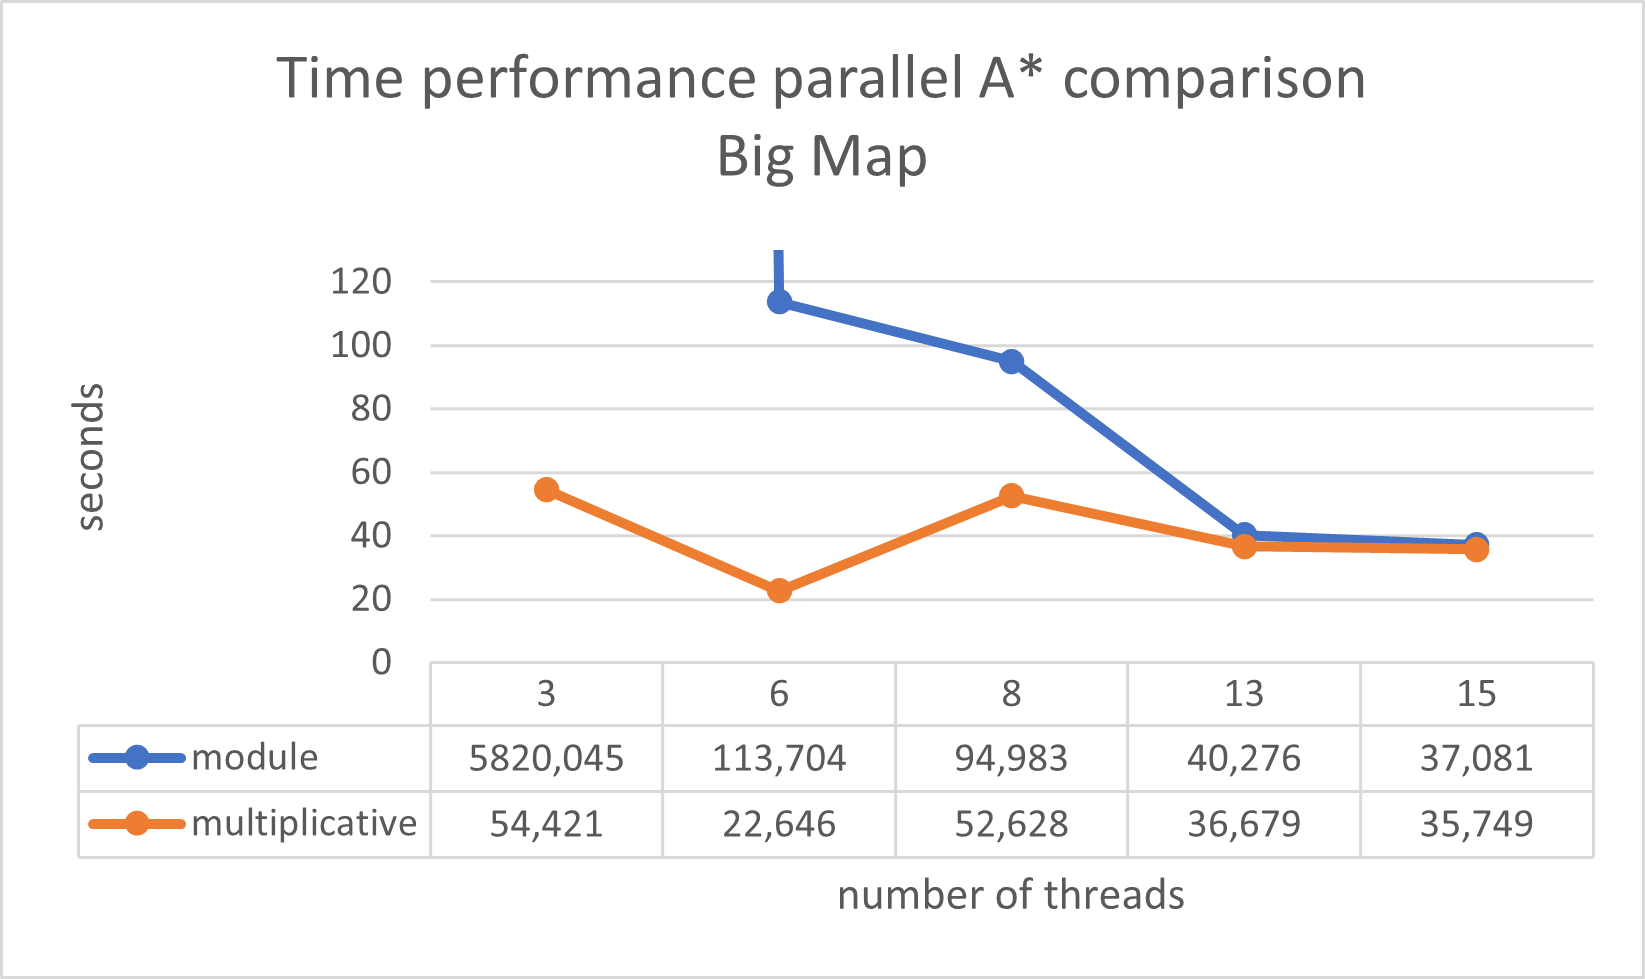 Time performance parallel A* comparison
Big Map
120
100
80
60
40
20
0
seconds
3 6 8 13 15
module 5820,045 113,704 94,983 40,276 37,081
multiplicative 54,421 22,646 52,628 36,679 35,749
number of threads